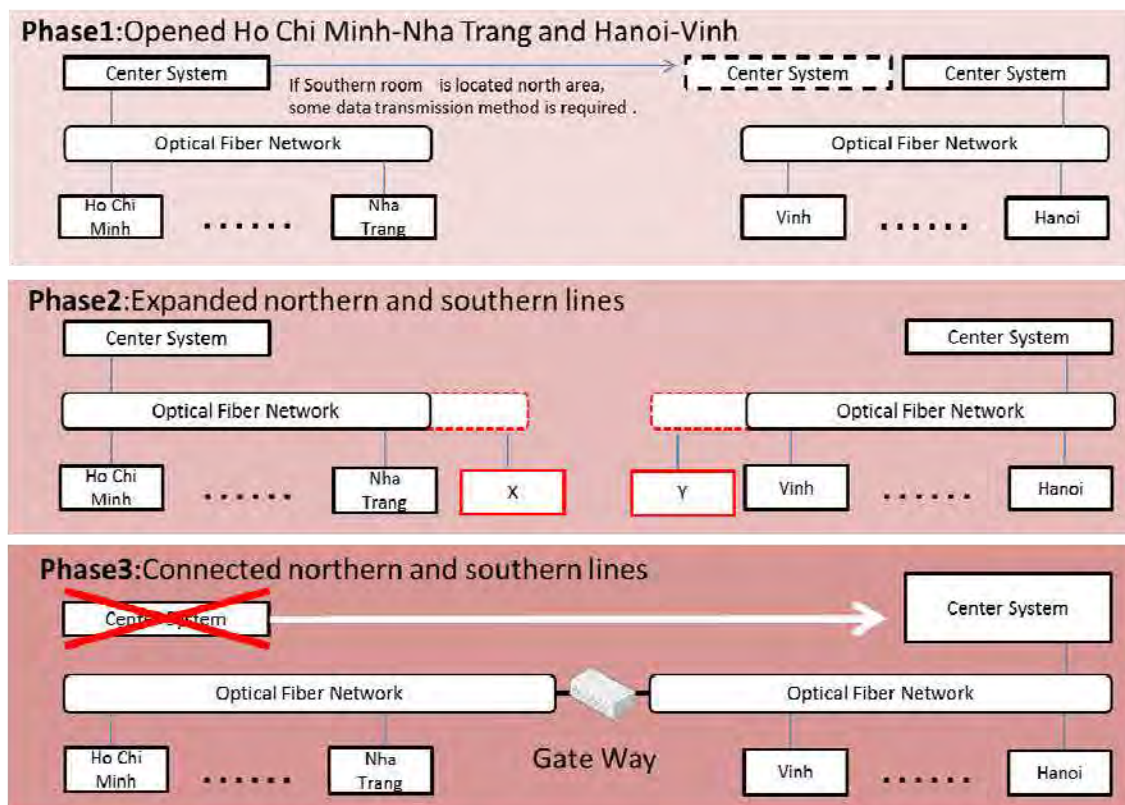 Phase1:Opened Ho Chi Minh-Nha Trang and Hanoi-Vinh
Center System
If Southern room is located north area,
some data transmission method is required .
Center System
Center System
Optical Fiber Network
Optical Fiber Network
Ho Chi
Minh
......
Nha
Trang
Vinh
......
Hanoi
Phase2:Expanded northern and southern lines
Center System
Center System
Optical Fiber Network
Optical Fiber Network
Ho Chi
Minh
......
Nha
Trang
X
Y
Vinh
......
Hanoi
Phase3:Connected northern and southern lines
Center System
Center System
Optical Fiber Network
Optical Fiber Network
Ho Chi
Minh
......
Nha
Trang
Gate Way
Vinh
......
Hanoi